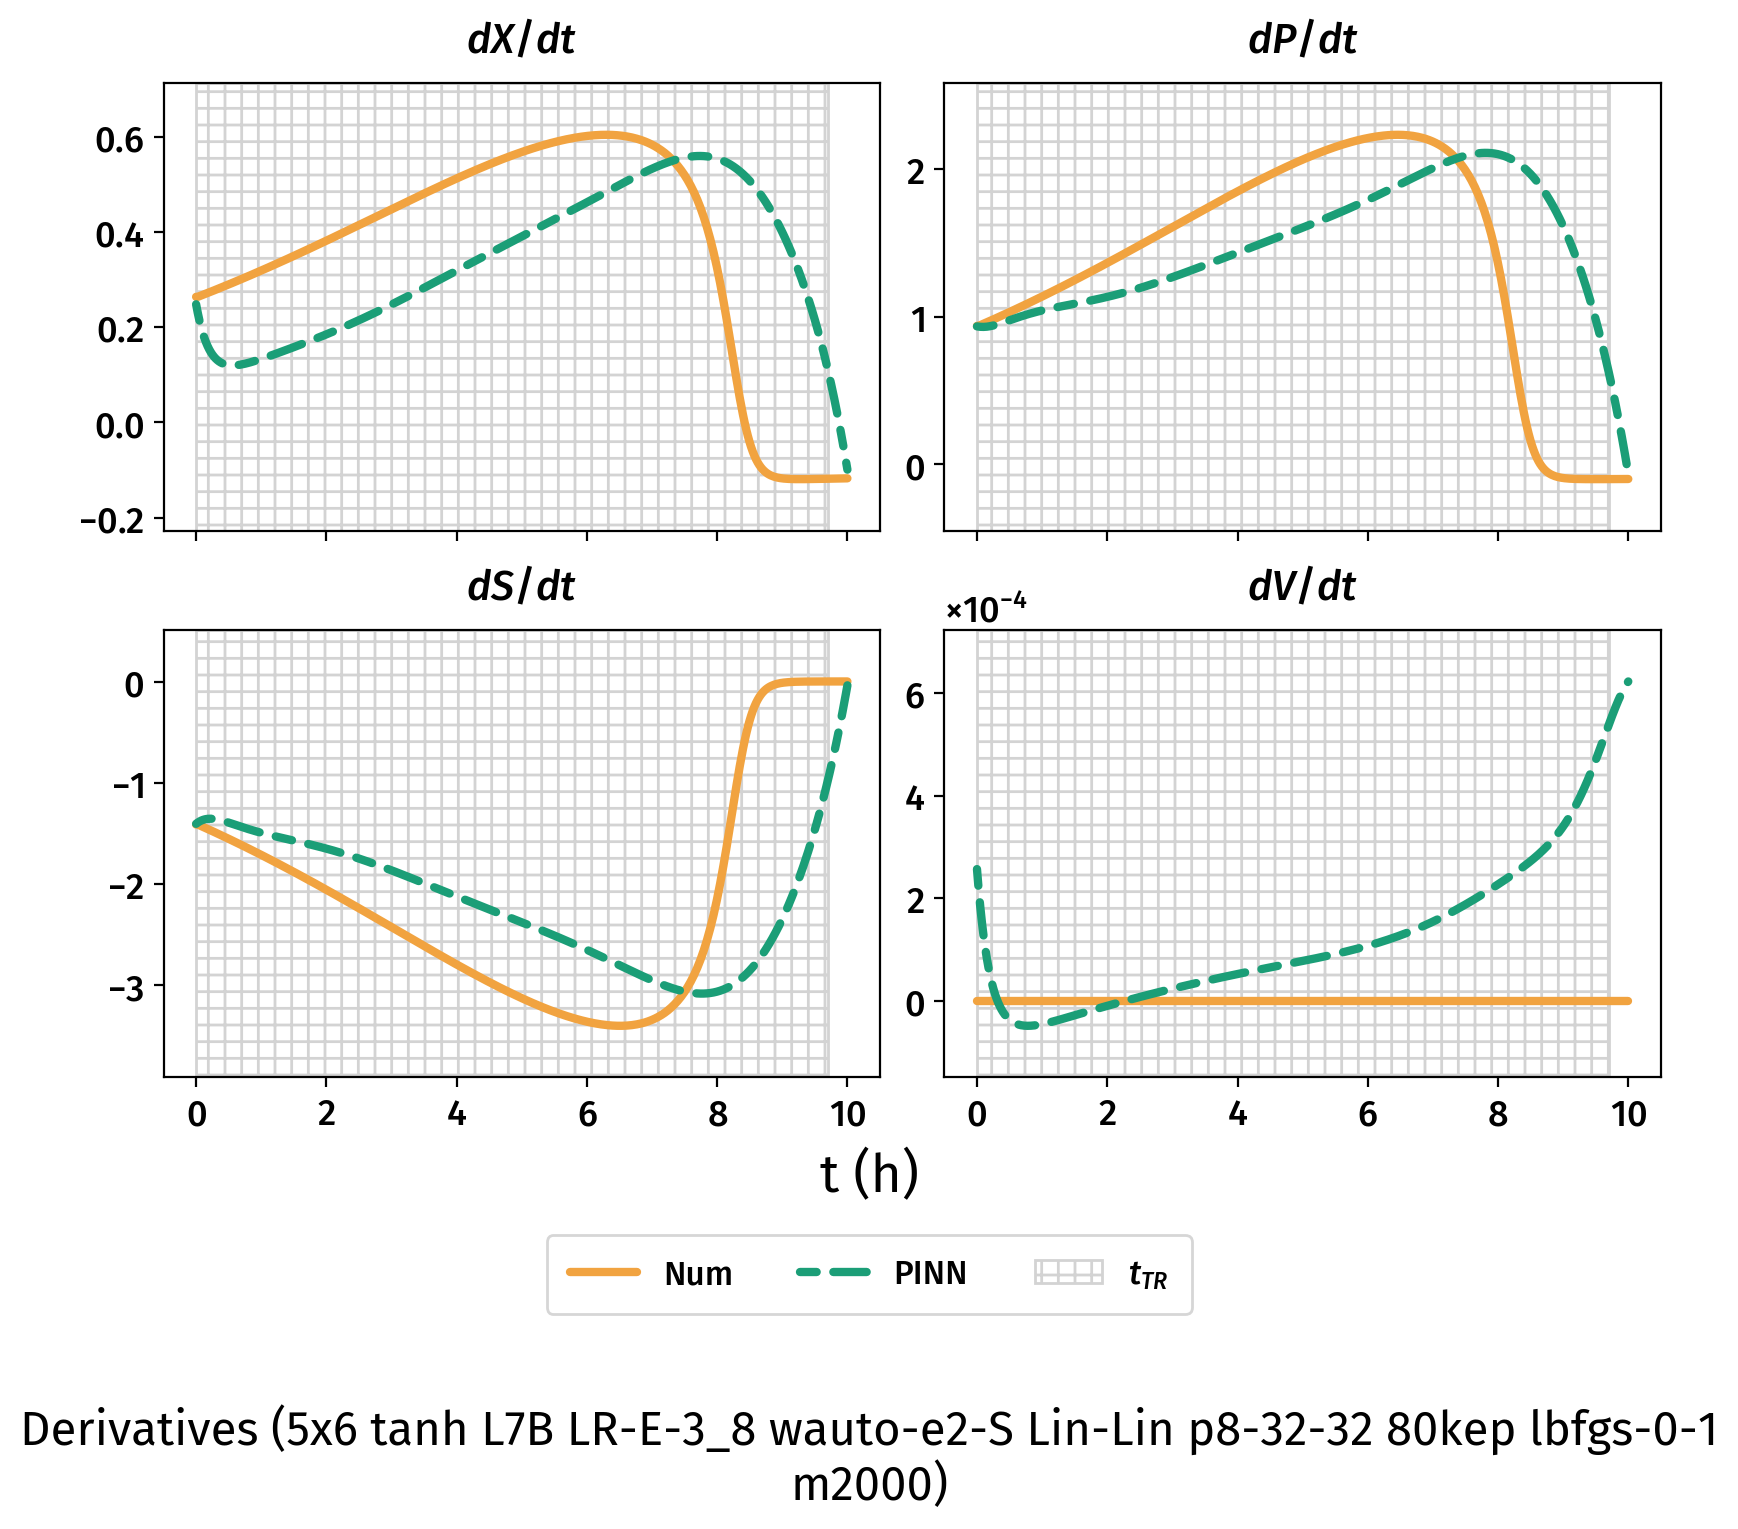 dX/dt
dP/dt
0.6
0.4
0.2
0.0
−0.2
2
1
0
dS/dt
dV/dt
×10⁻⁴
0
−1
−2
−3
6
4
2
0
0 2 4 6 8 10
0 2 4 6 8 10
t (h)
Num PINN t_TR
Derivatives (5x6 tanh L7B LR-E-3_8 wauto-e2-S Lin-Lin p8-32-32 80kep lbfgs-0-1
m2000)